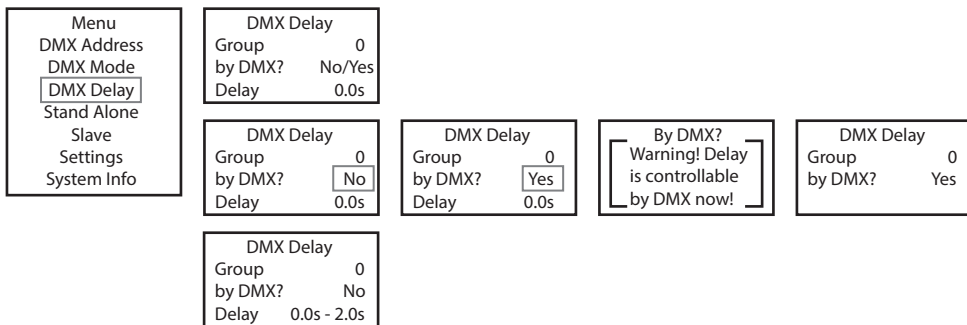 Menu
DMX Address
DMX Mode
DMX Delay
Stand Alone
Slave
Settings
System Info
DMX Delay
Group 0
by DMX? No/Yes
Delay 0.0s
DMX Delay
Group 0
by DMX? No
Delay 0.0s
DMX Delay
Group 0
by DMX? Yes
Delay 0.0s
By DMX?
Warning! Delay
is controllable
by DMX now!
DMX Delay
Group 0
by DMX? Yes
DMX Delay
Group 0
by DMX? No
Delay 0.0s - 2.0s